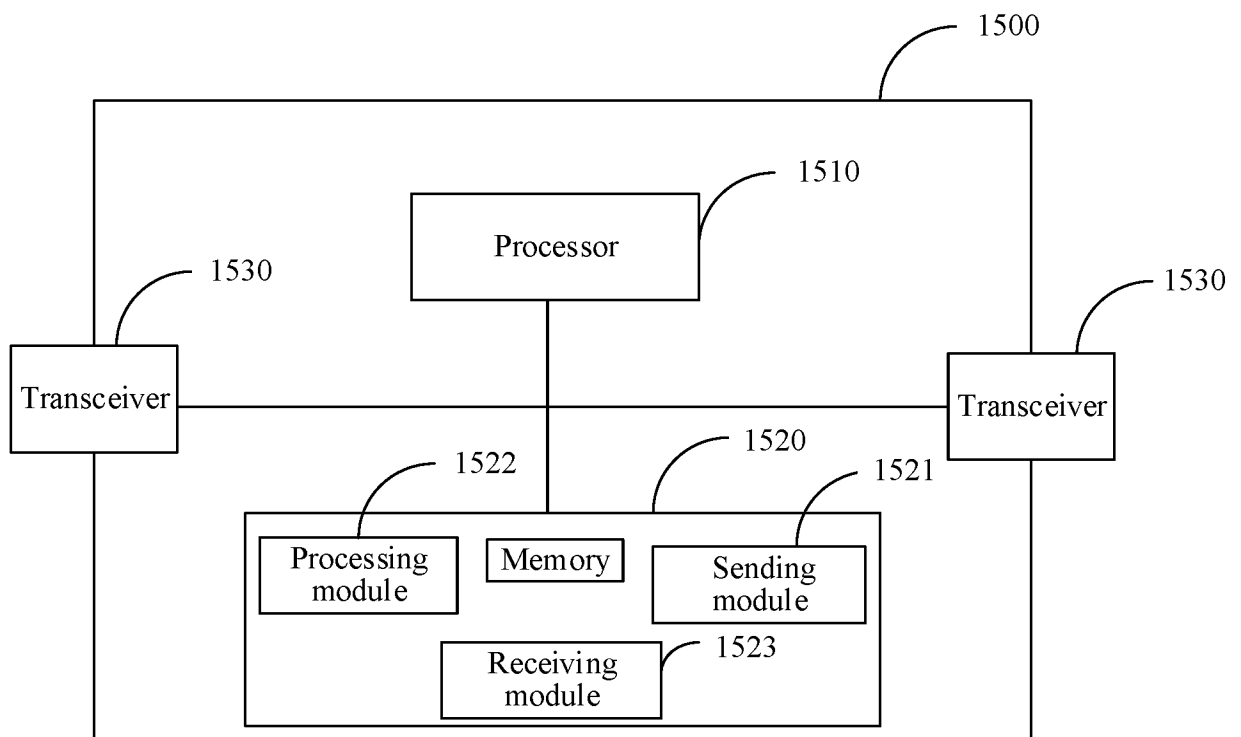 1500
1510
Processor
1530
1530
Transceiver
Transceiver
1520
1522
1521
Processing
module
Memory
Sending
module
1523
Receiving
module